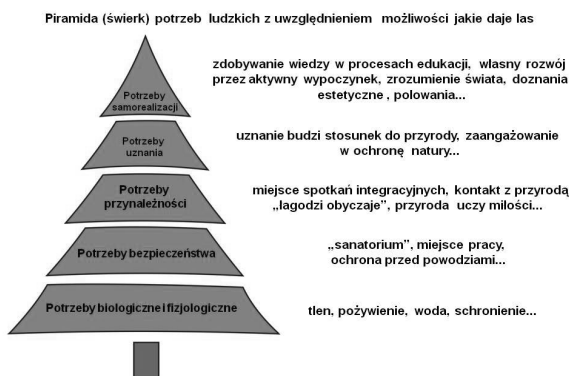 Piramida (świerk) potrzeb ludzkich z uwzględnieniem możliwości jakie daje las
zdobywanie wiedzy w procesach edukacji, wlasny rozwój
przez aktywny wypoczynek, zrozumienie świata, doznania
estetyczne , polowania...
Potrzeby
samorealizacji
uznanie budzi stosunek do przyrody, zaangażowanie
w ochronę natury...
Potrzeby
uznania
miejsce spotkań integracyjnych, kontakt z przyrodą
„lagodzi obyczaje”, przyroda uczy milości...
Potrzeby
przynależności
„sanatorium”, miejsce pracy,
ochrona przed powodziami...
Potrzeby bezpieczeństwa
Potrzeby biologiczne i fizjologiczne
tlen, pożywienie, woda, schronienie...